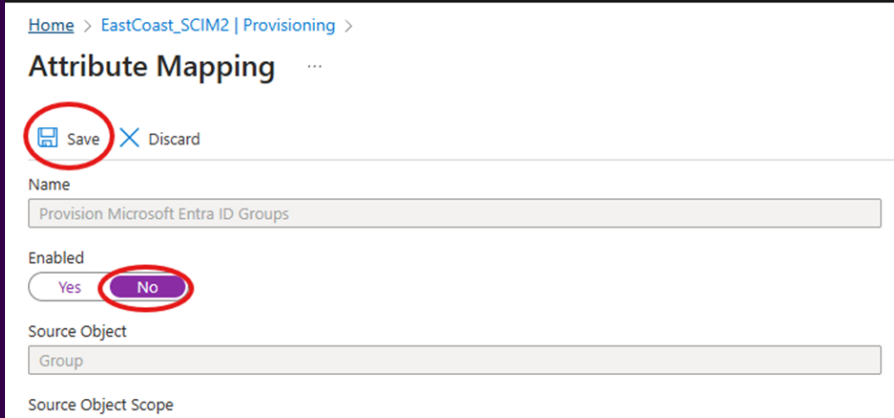 Home > EastCoast_SCIM2 | Provisioning >
Attribute Mapping ...
Save Discard
Name
Provision Microsoft Entra ID Groups
Enabled
Yes No
Source Object
Group
Source Object Scope